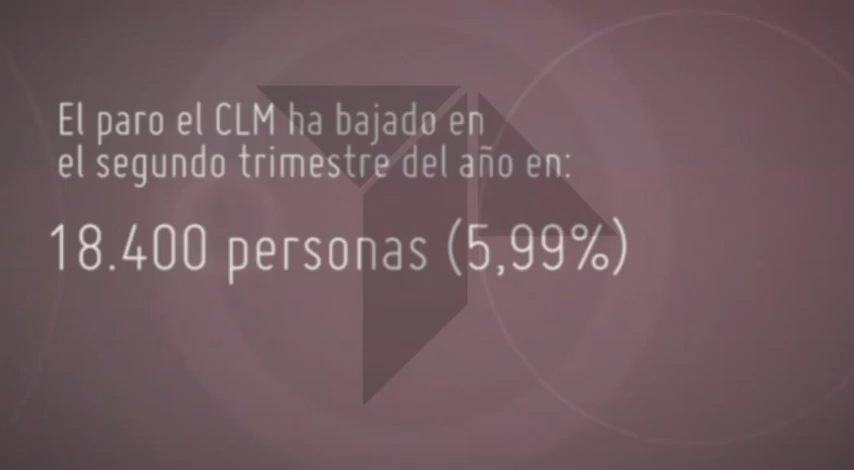 El paro el CLM ha bajado en
el segundo trimestre del año en:
18.400 personas (5,99%)